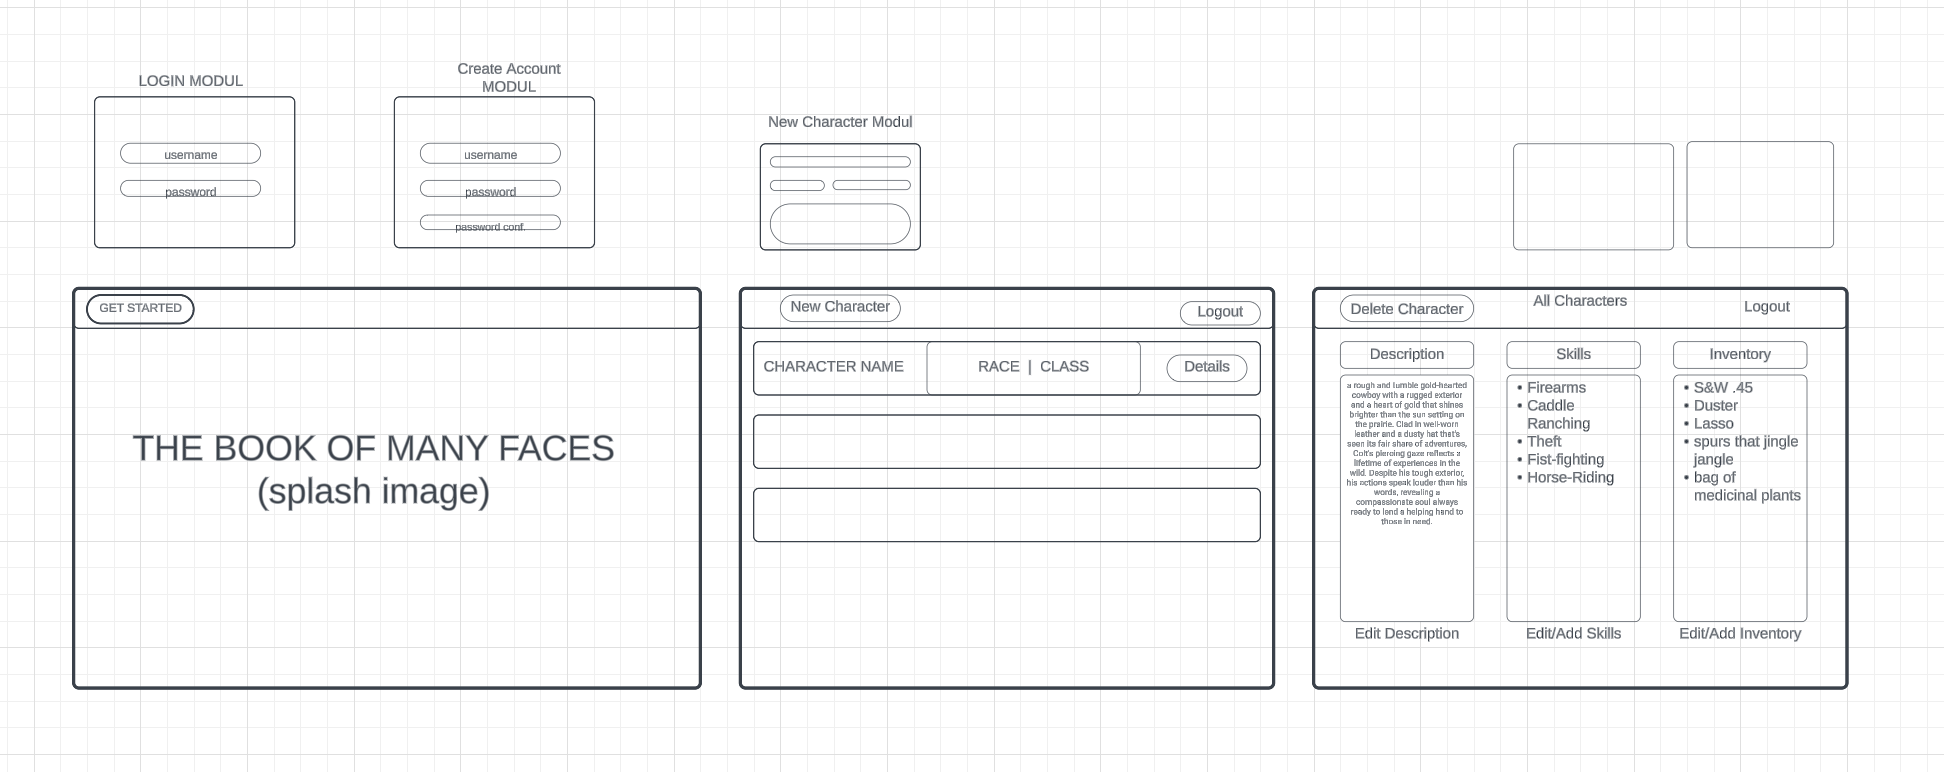 LOGIN MODUL
username
password
Create Account
MODUL
username
password
password conf.
New Character Modul
GET STARTED
THE BOOK OF MANY FACES
(splash image)
New Character
Logout
CHARACTER NAME
RACE | CLASS
Details
Delete Character
All Characters
Logout
Description
a rough and tumble gold-hearted
cowboy with a rugged exterior
and a heart of gold that shines
brighter than the sun setting on
the prairie. Clad in well-worn
leather and a dusty hat that's
seen its fair share of adventures,
Colt's piercing gaze reflects a
lifetime of experiences in the
wild. Despite his tough exterior,
his actions speak louder than his
words, revealing a
compassionate soul always
ready to lend a helping hand to
those in need.
Edit Description
Skills
• Firearms
• Caddle
Ranching
• Theft
• Fist-fighting
• Horse-Riding
Edit/Add Skills
Inventory
• S&W .45
• Duster
• Lasso
• spurs that jingle
jangle
• bag of
medicinal plants
Edit/Add Inventory